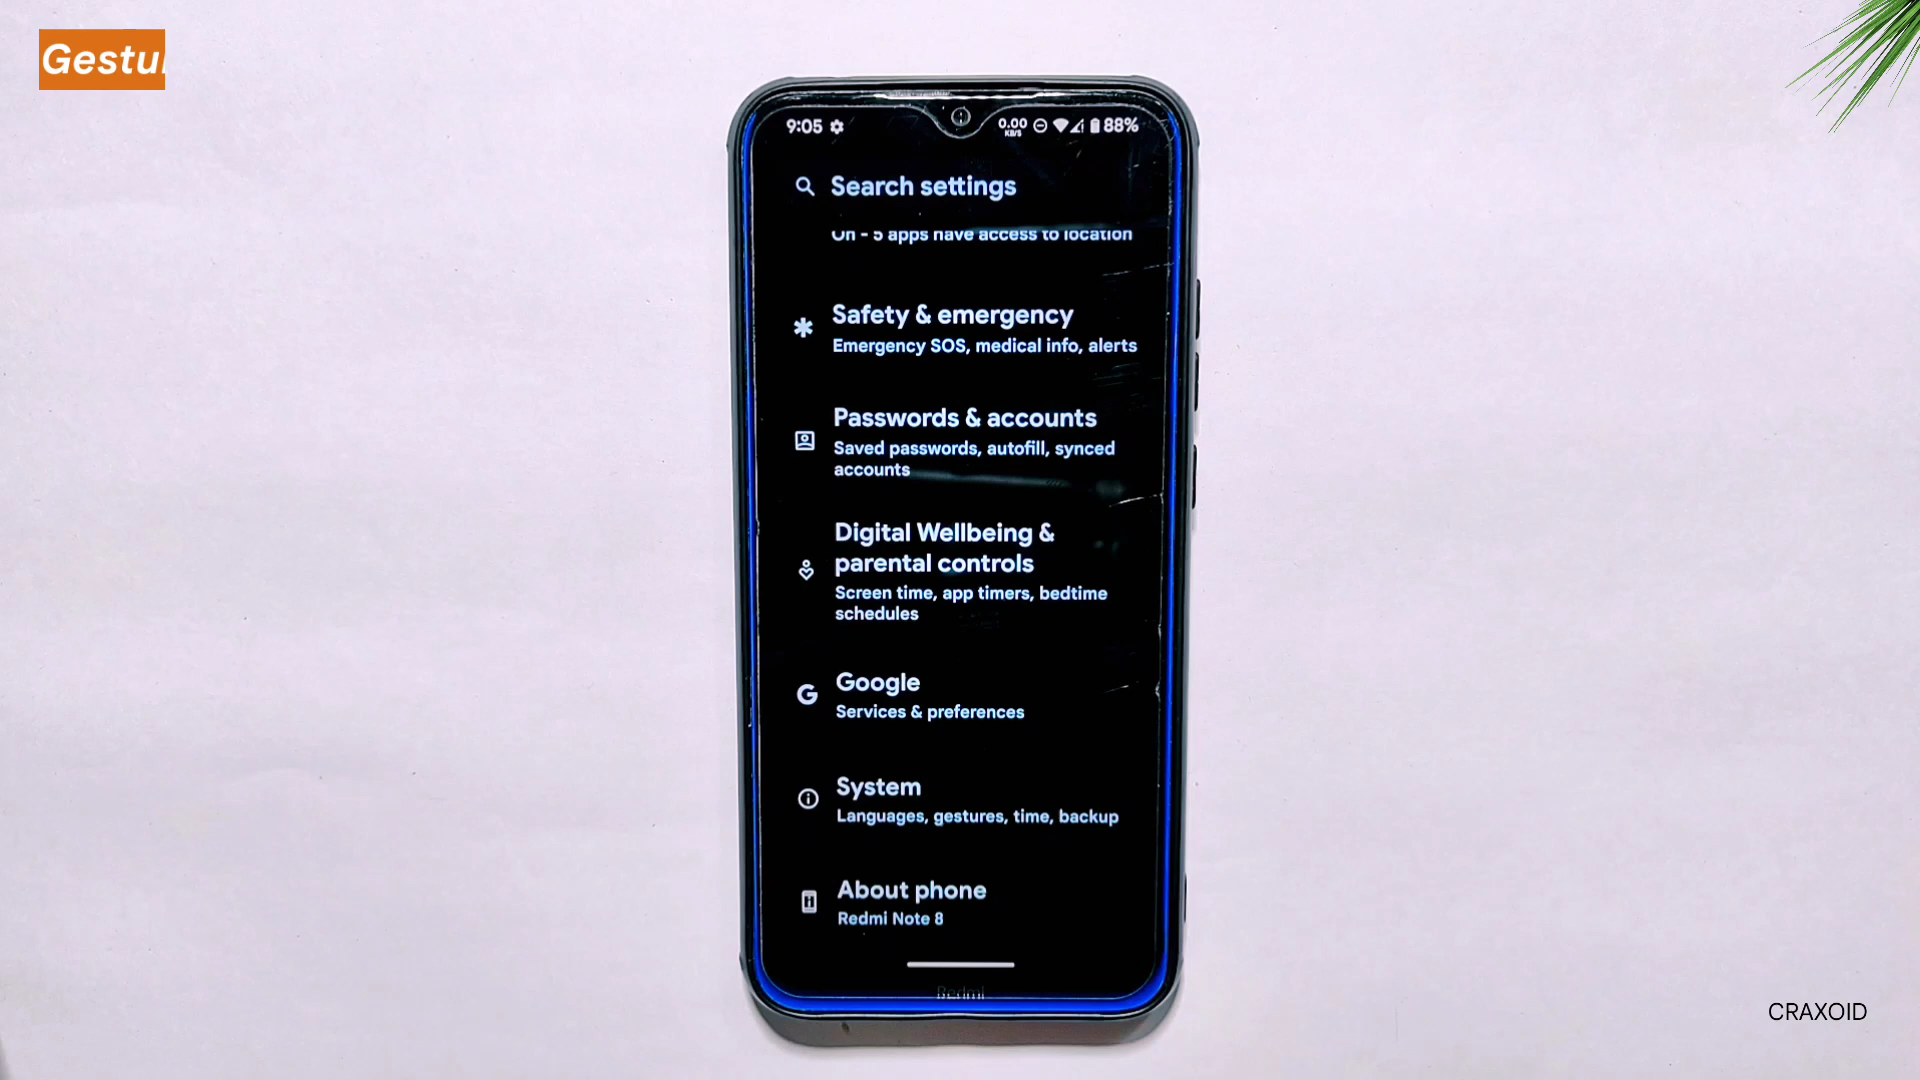 Gestu
9:05
0.00
KB/S
88%
Search settings
On - 5 apps have access to location
Safety & emergency
Emergency SOS, medical info, alerts
Passwords & accounts
Saved passwords, autofill, synced
accounts
Digital Wellbeing &
parental controls
Screen time, app timers, bedtime
schedules
Google
Services & preferences
System
Languages, gestures, time, backup
About phone
Redmi Note 8
Redmi
CRAXOID